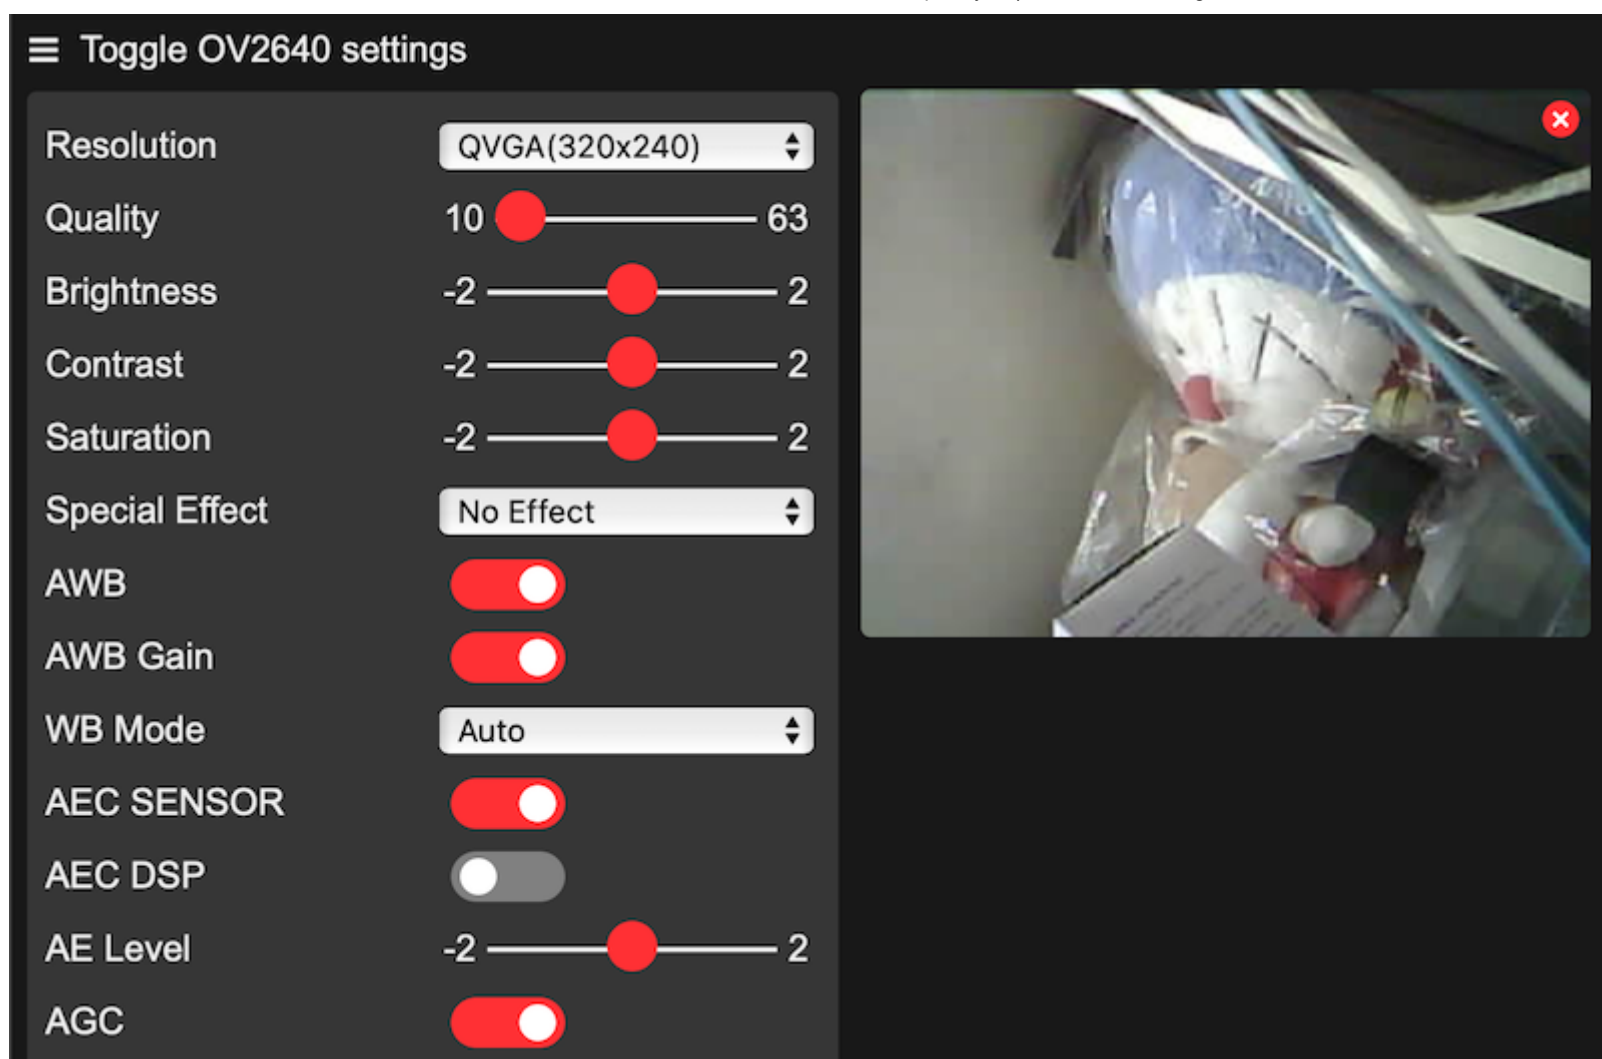 Toggle OV2640 settings
Resolution QVGA(320x240)
Quality 10 63
Brightness -2 2
Contrast -2 2
Saturation -2 2
Special Effect No Effect
AWB
AWB Gain
WB Mode Auto
AEC SENSOR
AEC DSP
AE Level -2 2
AGC